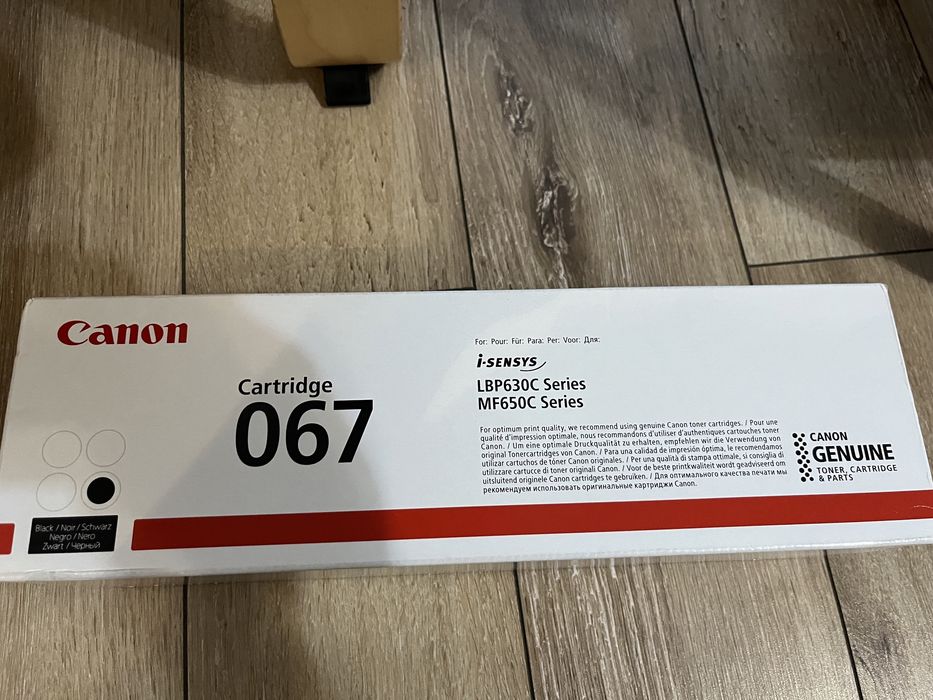 Canon
Cartridge
067
For: Pour: Für: Para: Per: Voor: Для:
i-SENSYS
LBP630C Series
MF650C Series
For optimum print quality, we recommend using genuine Canon toner cartridges. / Pour une
qualité d'impression optimale, nous recommandons d'utiliser d'authentiques cartouches toner
Canon. / Um eine optimale Druckqualität zu erhalten, empfehlen wir die Verwendung von
original Tonercartridges von Canon. / Para una calidad de impresión óptima, le recomendamos
utilizar cartuchos de tóner Canon originales. / Per una qualità di stampa ottimale, si consiglia di
utilizzare cartucce di toner originali Canon. / Voor de beste printkwaliteit wordt geadviseerd om
uitsluitend originele Canon cartridges te gebruiken. / Для оптимального качества печати мы
рекомендуем использовать оригинальные картриджи Canon.
CANON
GENUINE
TONER, CARTRIDGE
& PARTS
Black / Noir / Schwarz
Negro / Nero
Zwart / Черный